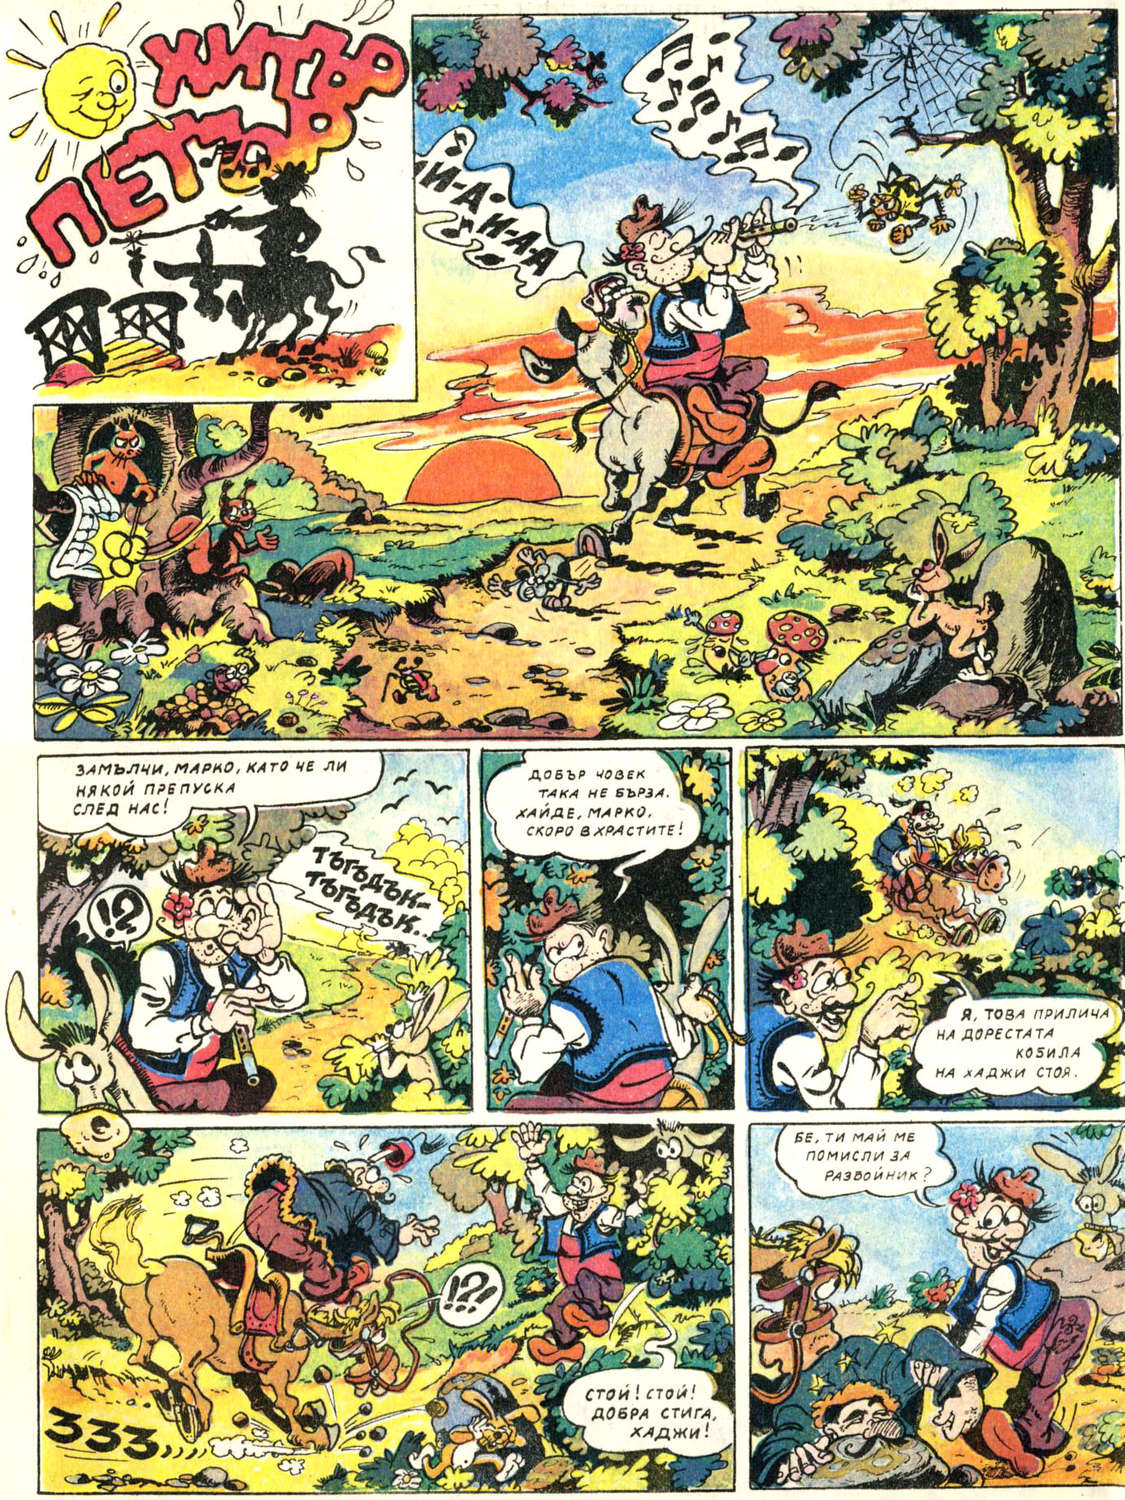 ХИТЪР
ПЕТЪР
ИИ-А-
И-И-А-А
ЗАМЪЛЧИ, МАРКО, КАТО ЧЕ ЛИ
НЯКОЙ ПРЕПУСКА
СЛЕД НАС!
!?
ТЪГЪДЪК-
ТЪГЪДЪК...
ДОБЪР ЧОВЕК
ТАКА НЕ БЪРЗА.
ХАЙДЕ, МАРКО,
СКОРО В ХРАСТИТЕ!
Я, ТОВА ПРИЛИЧА
НА ДОРЕСТАТА
КОБИЛА
НА ХАДЖИ СТОЯ.
!?!
ЗЗЗ
СТОЙ! СТОЙ!
ДОБРА СТИГА,
ХАДЖИ!
БЕ, ТИ МАЙ МЕ
ПОМИСЛИ ЗА
РАЗБОЙНИК?